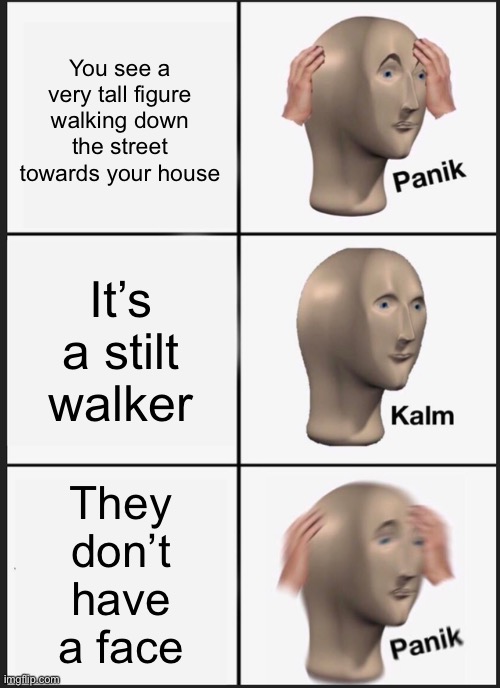 You see a
very tall figure
walking down
the street
towards your house
Panik
It’s
a stilt
walker
Kalm
They
don’t
have
a face
Panik
imgflip.com